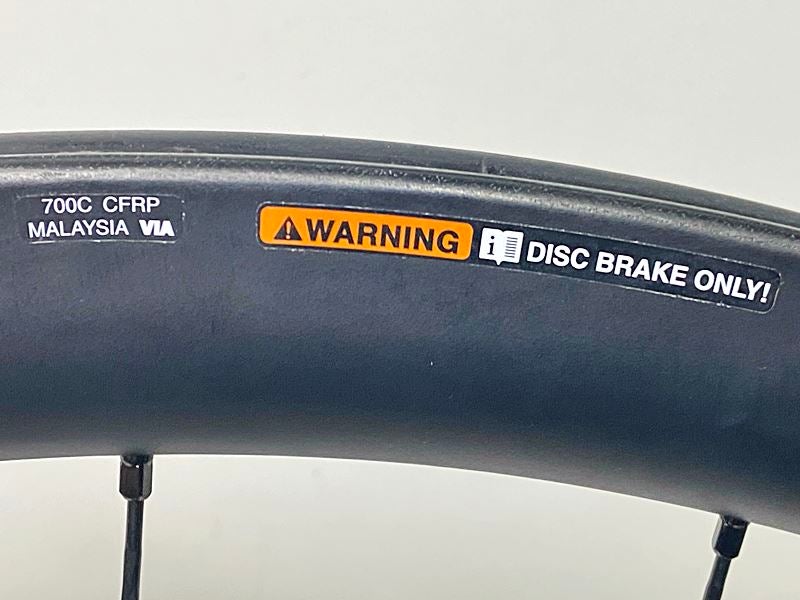 700C CFRP
MALAYSIA VIA
WARNING
DISC BRAKE ONLY!